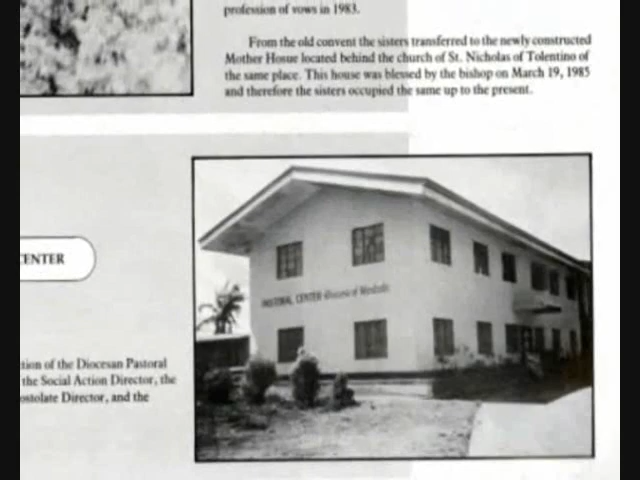 profession of vows in 1983.
From the old convent the sisters transferred to the newly constructed
Mother Hosue located behind the church of St. Nicholas of Tolentino of
the same place. This house was blessed by the bishop on March 19, 1985
and therefore the sisters occupied the same up to the present.
ENTER
PASTORAL CENTER diocese of
tion of the Diocesan Pastoral
the Social Action Director, the
ostolate Director, and the